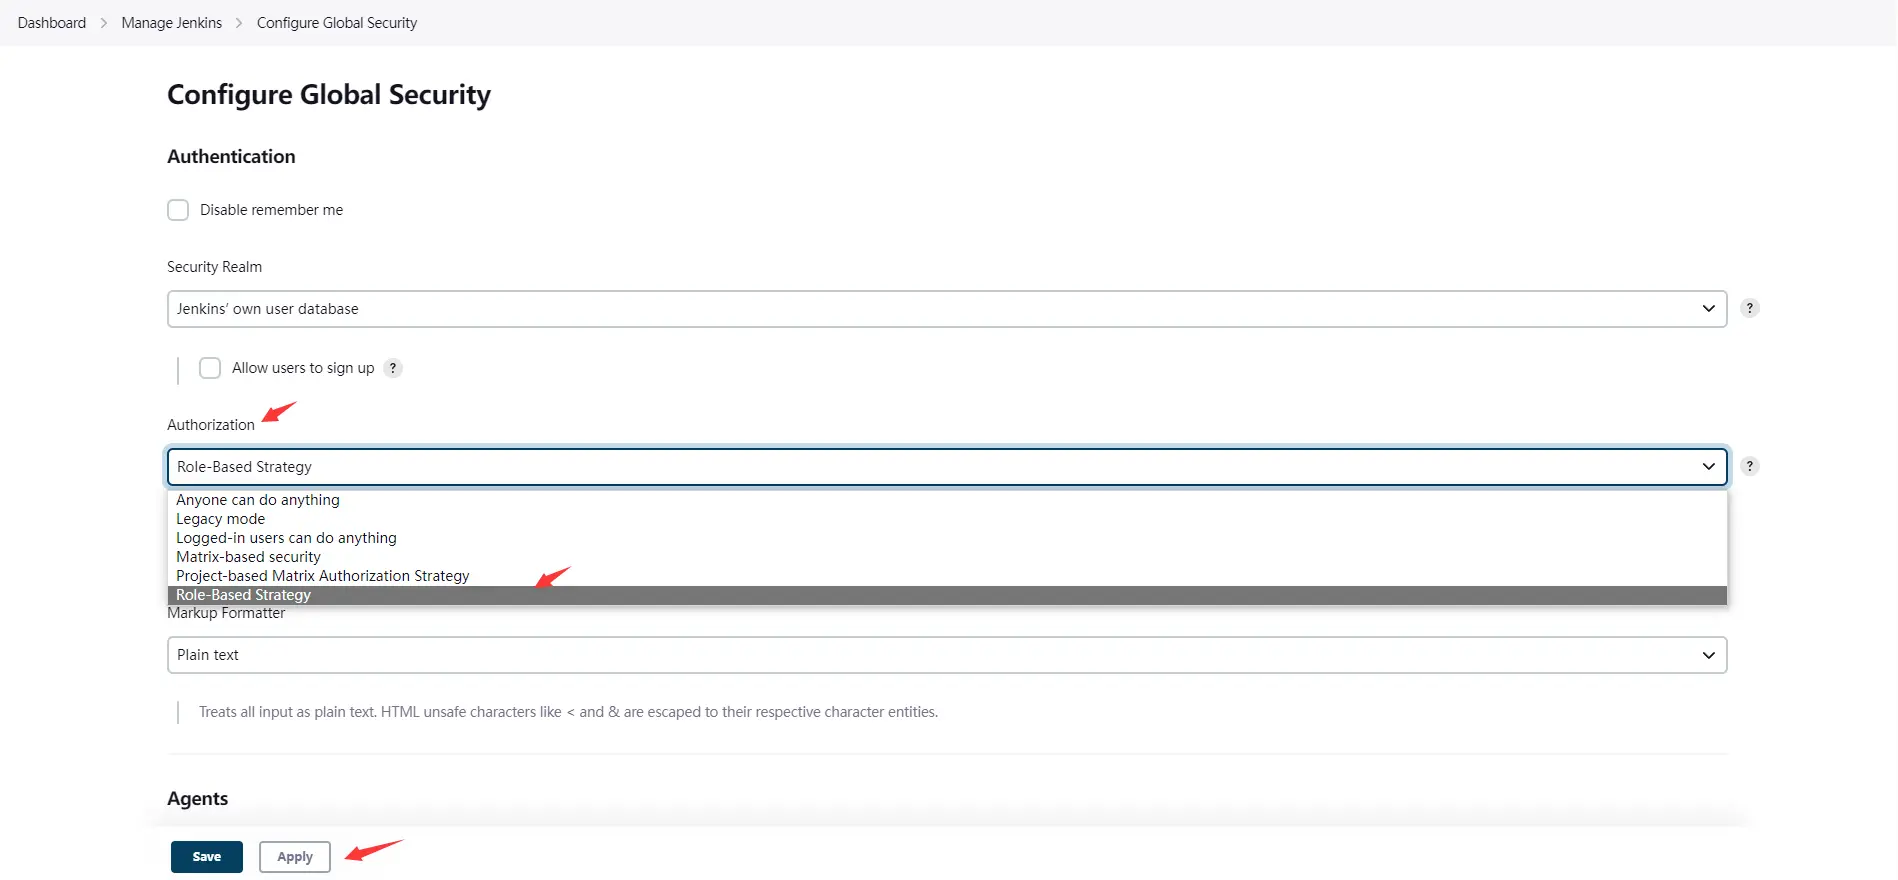 Dashboard > Manage Jenkins > Configure Global Security
Configure Global Security
Authentication
Disable remember me
Security Realm
Jenkins' own user database
?
Allow users to sign up ?
Authorization
Role-Based Strategy
?
Anyone can do anything
Legacy mode
Logged-in users can do anything
Matrix-based security
Project-based Matrix Authorization Strategy
Role-Based Strategy
Markup Formatter
Plain text
Treats all input as plain text. HTML unsafe characters like < and & are escaped to their respective character entities.
Agents
Save Apply